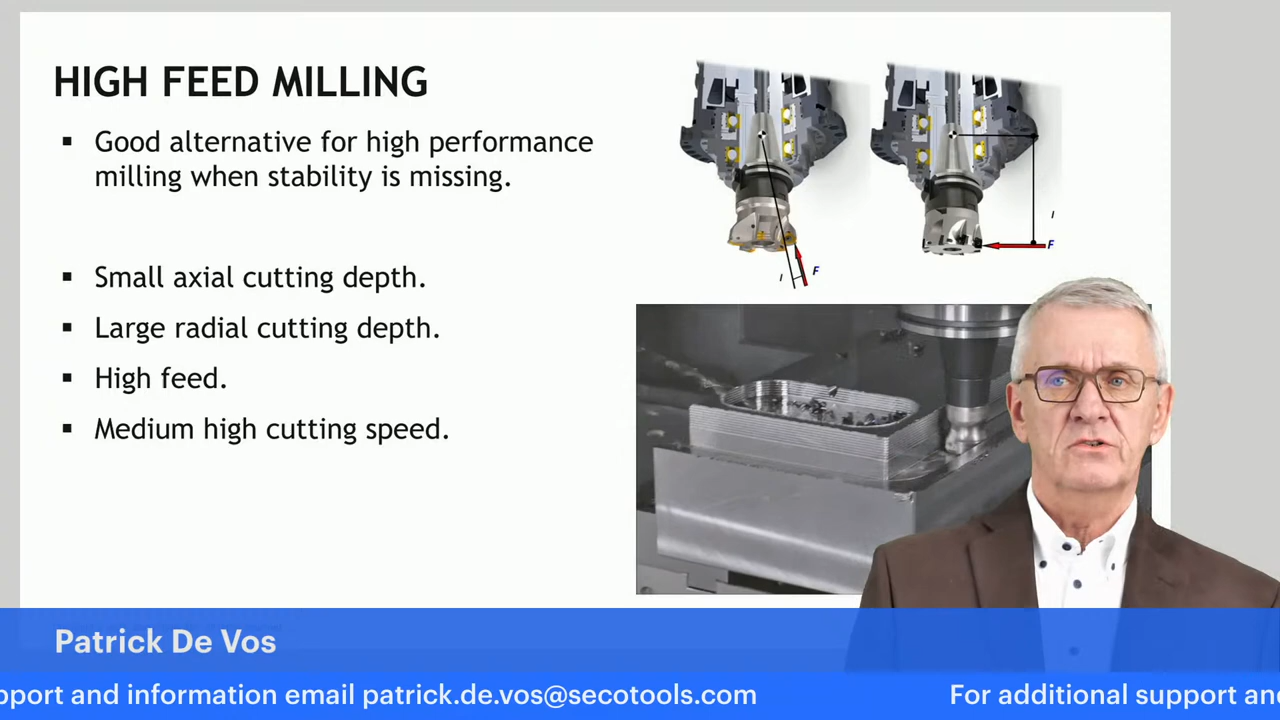 HIGH FEED MILLING
▪ Good alternative for high performance
milling when stability is missing.
▪ Small axial cutting depth.
▪ Large radial cutting depth.
▪ High feed.
▪ Medium high cutting speed.
l
F
l
F
Patrick De Vos
pport and information email patrick.de.vos@secotools.com
For additional support an